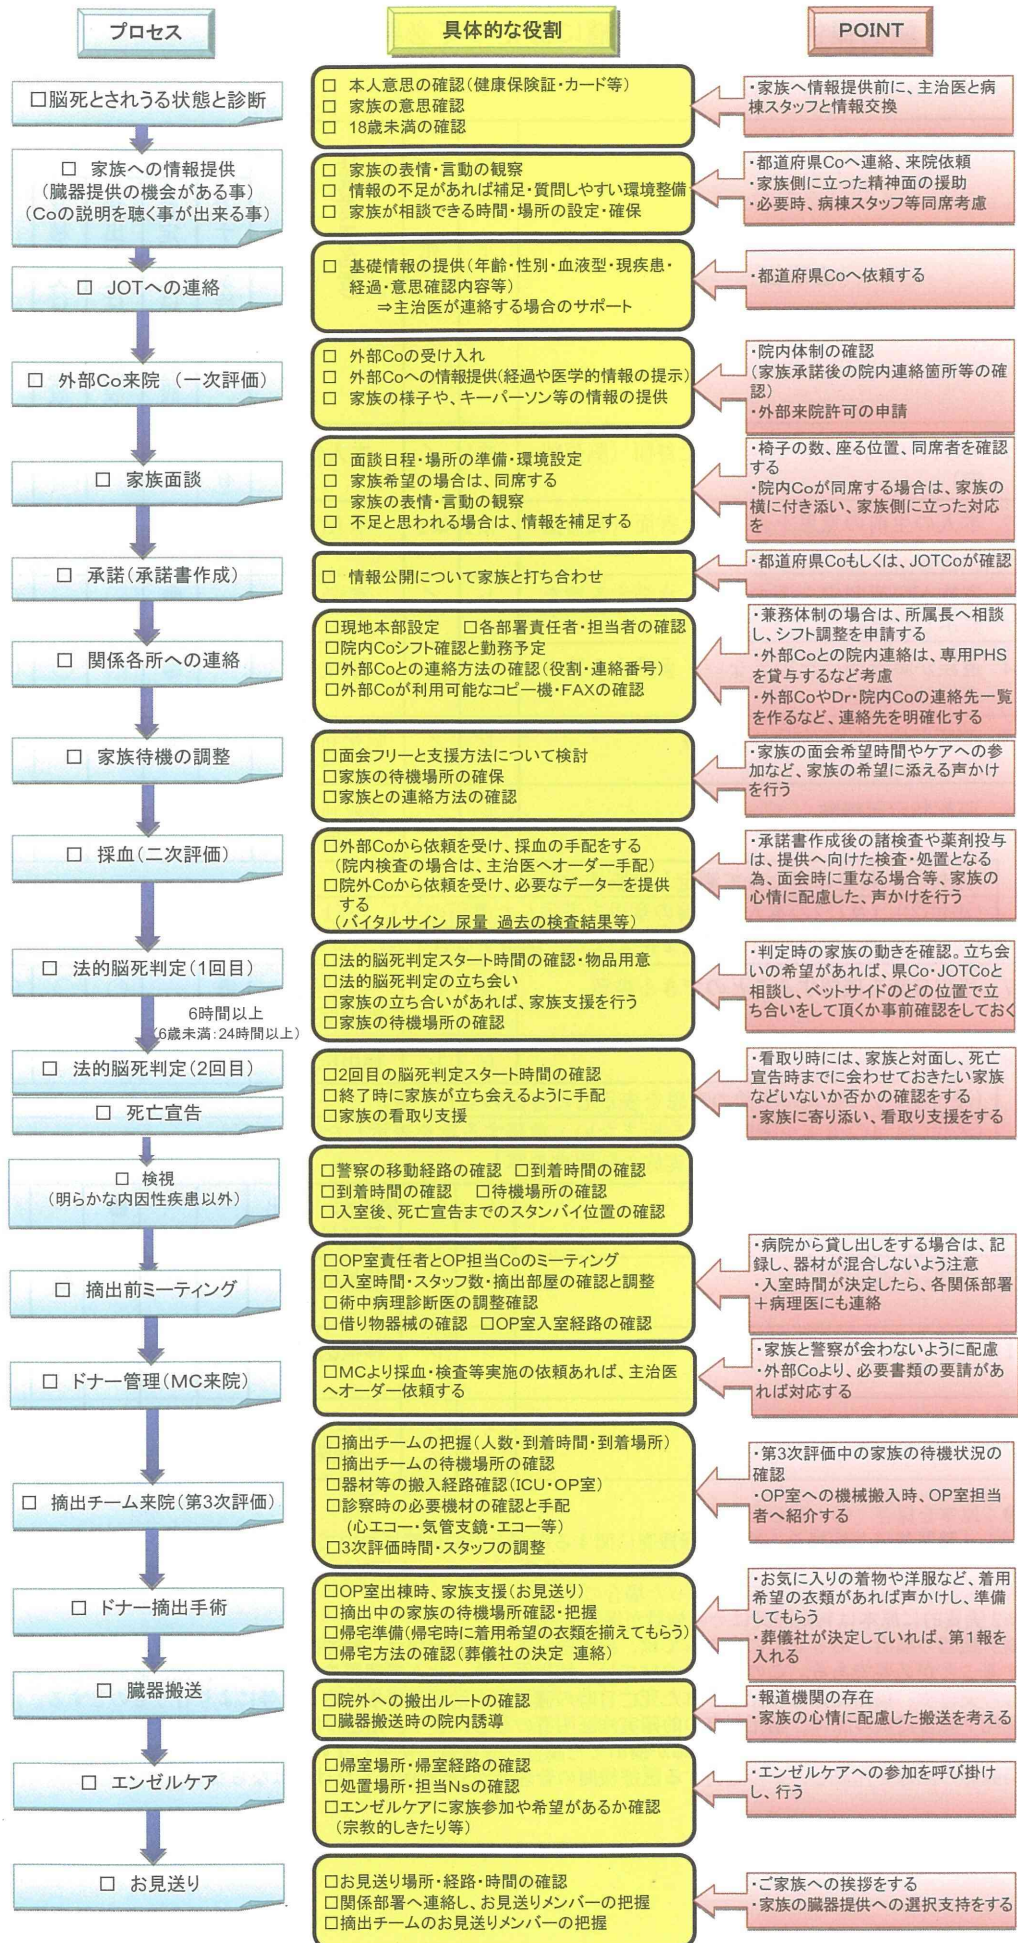 プロセス
具体的な役割
POINT
□脳死とされうる状態と診断
□ 本人意思の確認(健康保険証・カード等)
□ 家族の意思確認
□ 18歳未満の確認
・家族へ情報提供前に、主治医と病
棟スタッフと情報交換
□ 家族への情報提供
(臓器提供の機会がある事)
(Coの説明を聴く事が出来る事)
□ 家族の表情・言動の観察
□ 情報の不足があれば補足・質問しやすい環境整備
□ 家族が相談できる時間・場所の設定・確保
・都道府県Coへ連絡、来院依頼
・家族側に立った精神面の援助
・必要時、病棟スタッフ等同席考慮
□ JOTへの連絡
□ 基礎情報の提供(年齢・性別・血液型・現疾患・
経過・意思確認内容等)
⇒主治医が連絡する場合のサポート
・都道府県Coへ依頼する
□ 外部Co来院 (一次評価)
□ 外部Coの受け入れ
□ 外部Coへの情報提供(経過や医学的情報の提示)
□ 家族の様子や、キーパーソン等の情報の提供
・院内体制の確認
(家族承諾後の院内連絡箇所等の確
認)
・外部来院許可の申請
□ 家族面談
□ 面談日程・場所の準備・環境設定
□ 家族希望の場合は、同席する
□ 家族の表情・言動の観察
□ 不足と思われる場合は、情報を補足する
・椅子の数、座る位置、同席者を確認
する
・院内Coが同席する場合は、家族の
横に付き添い、家族側に立った対応
を
□ 承諾(承諾書作成)
□ 情報公開について家族と打ち合わせ
・都道府県Coもしくは、JOTCoが確認
□ 関係各所への連絡
□現地本部設定 □各部署責任者・担当者の確認
□院内Coシフト確認と勤務予定
□外部Coとの連絡方法の確認(役割・連絡番号)
□外部Coが利用可能なコピー機・FAXの確認
・兼務体制の場合は、所属長へ相談
し、シフト調整を申請する
・外部Coとの院内連絡は、専用PHS
を貸与するなど考慮
・外部CoやDr・院内Coの連絡先一覧
を作るなど、連絡先を明確化する
□ 家族待機の調整
□面会フリーと支援方法について検討
□家族の待機場所の確保
□家族との連絡方法の確認
・家族の面会希望時間やケアへの参
加など、家族の希望に添える声かけ
を行う
□ 採血(二次評価)
□外部Coから依頼を受け、採血の手配をする
(院内検査の場合は、主治医へオーダー手配)
□院外Coから依頼を受け、必要なデーターを提供
する
(バイタルサイン 尿量 過去の検査結果等)
・承諾書作成後の諸検査や薬剤投与
は、提供へ向けた検査・処置となる
為、面会時に重なる場合等、家族の
心情に配慮した、声かけを行う
□ 法的脳死判定(1回目)
6時間以上
(6歳未満:24時間以上)
□法的脳死判定スタート時間の確認・物品用意
□法的脳死判定の立ち会い
□家族の立ち合いがあれば、家族支援を行う
□家族の待機場所の確認
・判定時の家族の動きを確認。立ち会
いの希望があれば、県Co・JOTCoと
相談し、ベットサイドのどの位置で立
ち合いをして頂くか事前確認をしておく
□ 法的脳死判定(2回目)
□ 死亡宣告
□2回目の脳死判定スタート時間の確認
□終了時に家族が立ち会えるように手配
□家族の看取り支援
・看取り時には、家族と対面し、死亡
宣告時までに会わせておきたい家族
などいないか否かの確認をする
・家族に寄り添い、看取り支援をする
□ 検視
(明らかな内因性疾患以外)
□警察の移動経路の確認 □到着時間の確認
□到着時間の確認 □待機場所の確認
□入室後、死亡宣告までのスタンバイ位置の確認
□ 摘出前ミーティング
□OP室責任者とOP担当Coのミーティング
□入室時間・スタッフ数・摘出部屋の確認と調整
□術中病理診断医の調整確認
□借り物器械の確認 □OP室入室経路の確認
・病院から貸し出しをする場合は、記
録し、器材が混合しないよう注意
・入室時間が決定したら、各関係部署
+病理医にも連絡
□ ドナー管理(MC来院)
□MCより採血・検査等実施の依頼あれば、主治医
へオーダー依頼する
・家族と警察が会わないように配慮
・外部Coより、必要書類の要請があ
れば対応する
□ 摘出チーム来院(第3次評価)
□摘出チームの把握(人数・到着時間・到着場所)
□摘出チームの待機場所の確認
□器材等の搬入経路確認(ICU・OP室)
□診察時の必要機材の確認と手配
(心エコー・気管支鏡・エコー等)
□3次評価時間・スタッフの調整
・第3次評価中の家族の待機状況の
確認
・OP室への機械搬入時、OP室担当
者へ紹介する
□ ドナー摘出手術
□OP室出棟時、家族支援(お見送り)
□摘出中の家族の待機場所確認・把握
□帰宅準備(帰宅時に着用希望の衣類を揃えてもらう)
□帰宅方法の確認(葬儀社の決定 連絡)
・お気に入りの着物や洋服など、着用
希望の衣類があれば声かけし、準備
してもらう
・葬儀社が決定していれば、第1報を
入れる
□ 臓器搬送
□院外への搬出ルートの確認
□臓器搬送時の院内誘導
・報道機関の存在
・家族の心情に配慮した搬送を考える
□ エンゼルケア
□帰室場所・帰室経路の確認
□処置場所・担当Nsの確認
□エンゼルケアに家族参加や希望があるか確認
(宗教的しきたり等)
・エンゼルケアへの参加を呼び掛け
し、行う
□ お見送り
□お見送り場所・経路・時間の確認
□関係部署へ連絡し、お見送りメンバーの把握
□摘出チームのお見送りメンバーの把握
・ご家族への挨拶をする
・家族の臓器提供への選択支持をする